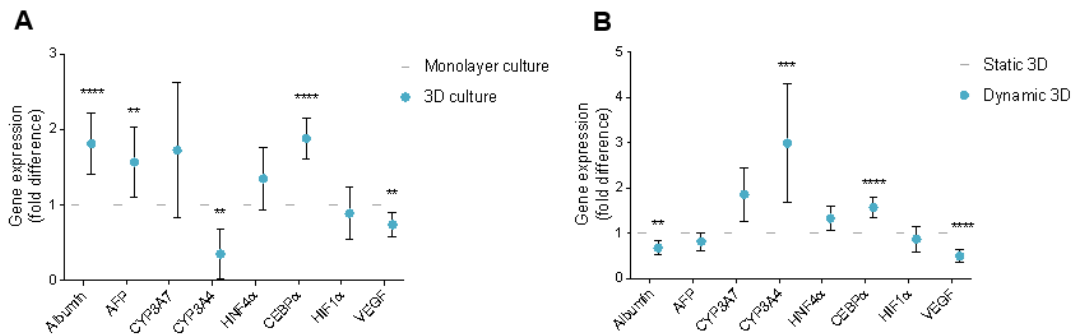 A
3
2
1
0
Gene expression
(fold difference)
****
**
**
****
**
Monolayer culture
3D culture
Albumin
AFP
CYP3A7
CYP3A4
HNF4α
CEBPα
HIF1α
VEGF
B
5
4
3
2
1
0
Gene expression
(fold difference)
**
***
****
****
Static 3D
Dynamic 3D
Albumin
AFP
CYP3A7
CYP3A4
HNF4α
CEBPα
HIF1α
VEGF